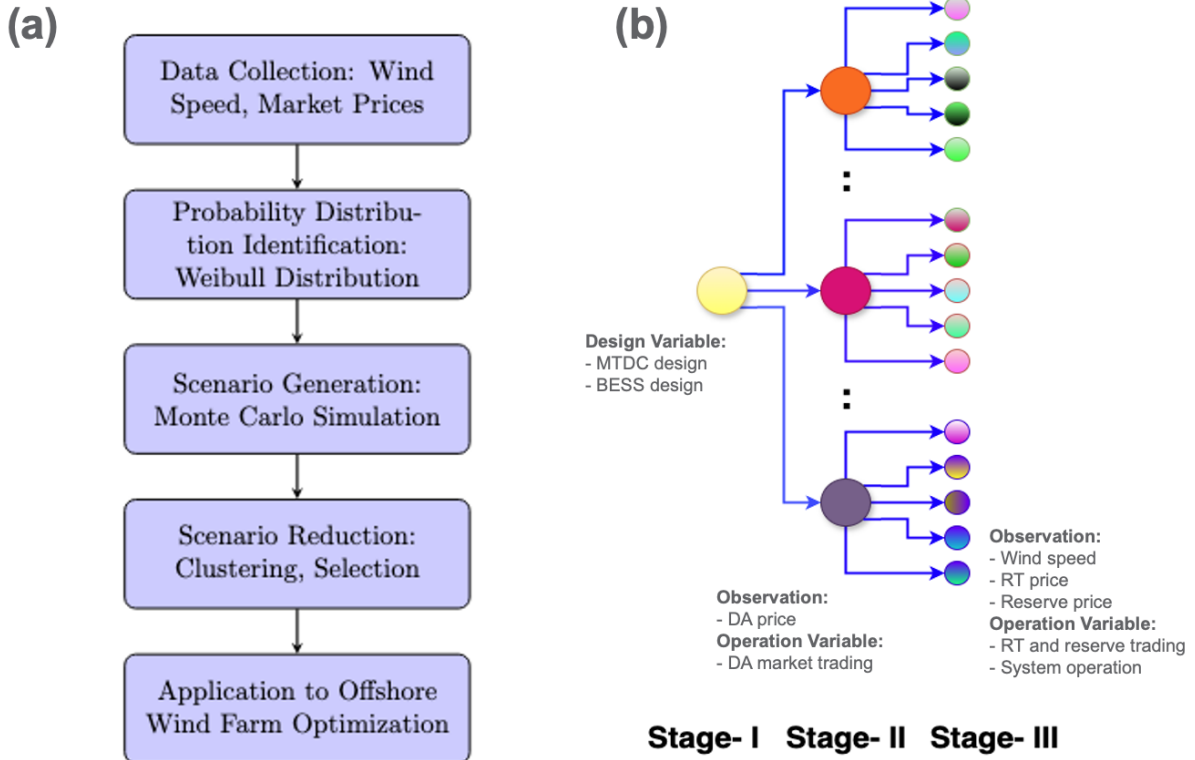 (a)
Data Collection: Wind
Speed, Market Prices
Probability Distribu-
tion Identification:
Weibull Distribution
Scenario Generation:
Monte Carlo Simulation
Scenario Reduction:
Clustering, Selection
Application to Offshore
Wind Farm Optimization
(b)
:
:
Design Variable:
- MTDC design
- BESS design
Observation:
- DA price
Operation Variable:
- DA market trading
Observation:
- Wind speed
- RT price
- Reserve price
Operation Variable:
- RT and reserve trading
- System operation
Stage- I Stage- II Stage- III